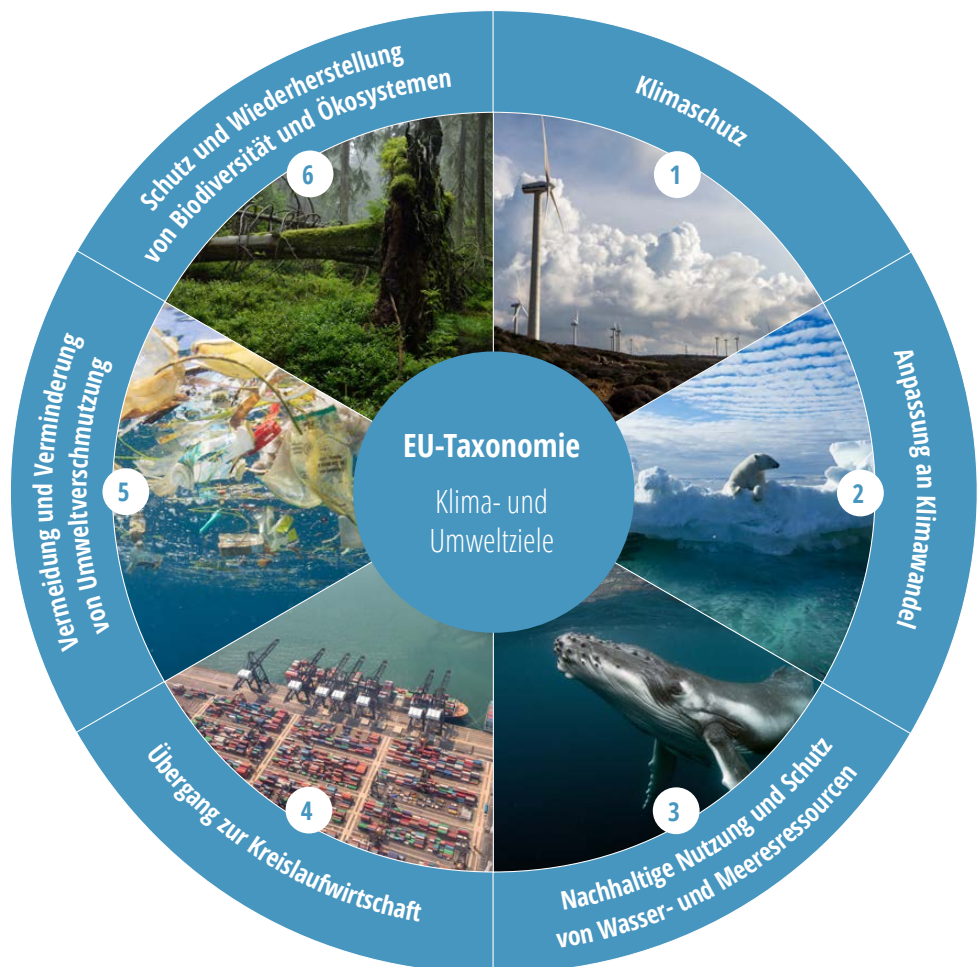 EU-Taxonomie
Klima- und
Umweltziele
1
Klimaschutz
2
Anpassung an Klimawandel
3
Nachhaltige Nutzung und Schutz
von Wasser- und Meeresressourcen
4
Übergang zur Kreislaufwirtschaft
5
Vermeidung und Verminderung
von Umweltverschmutzung
6
Schutz und Wiederherstellung
von Biodiversität und Ökosystemen